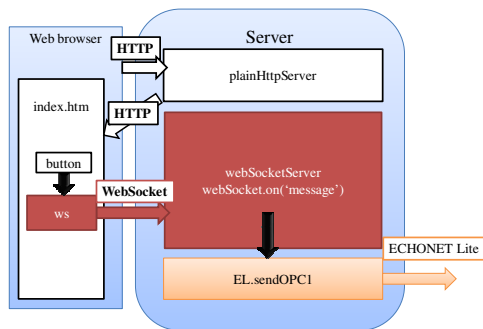 Web browser
Server
HTTP
plainHttpServer
index.htm
HTTP
button
ws
WebSocket
webSocketServer
webSocket.on(‘message’)
ECHONET Lite
EL.sendOPC1